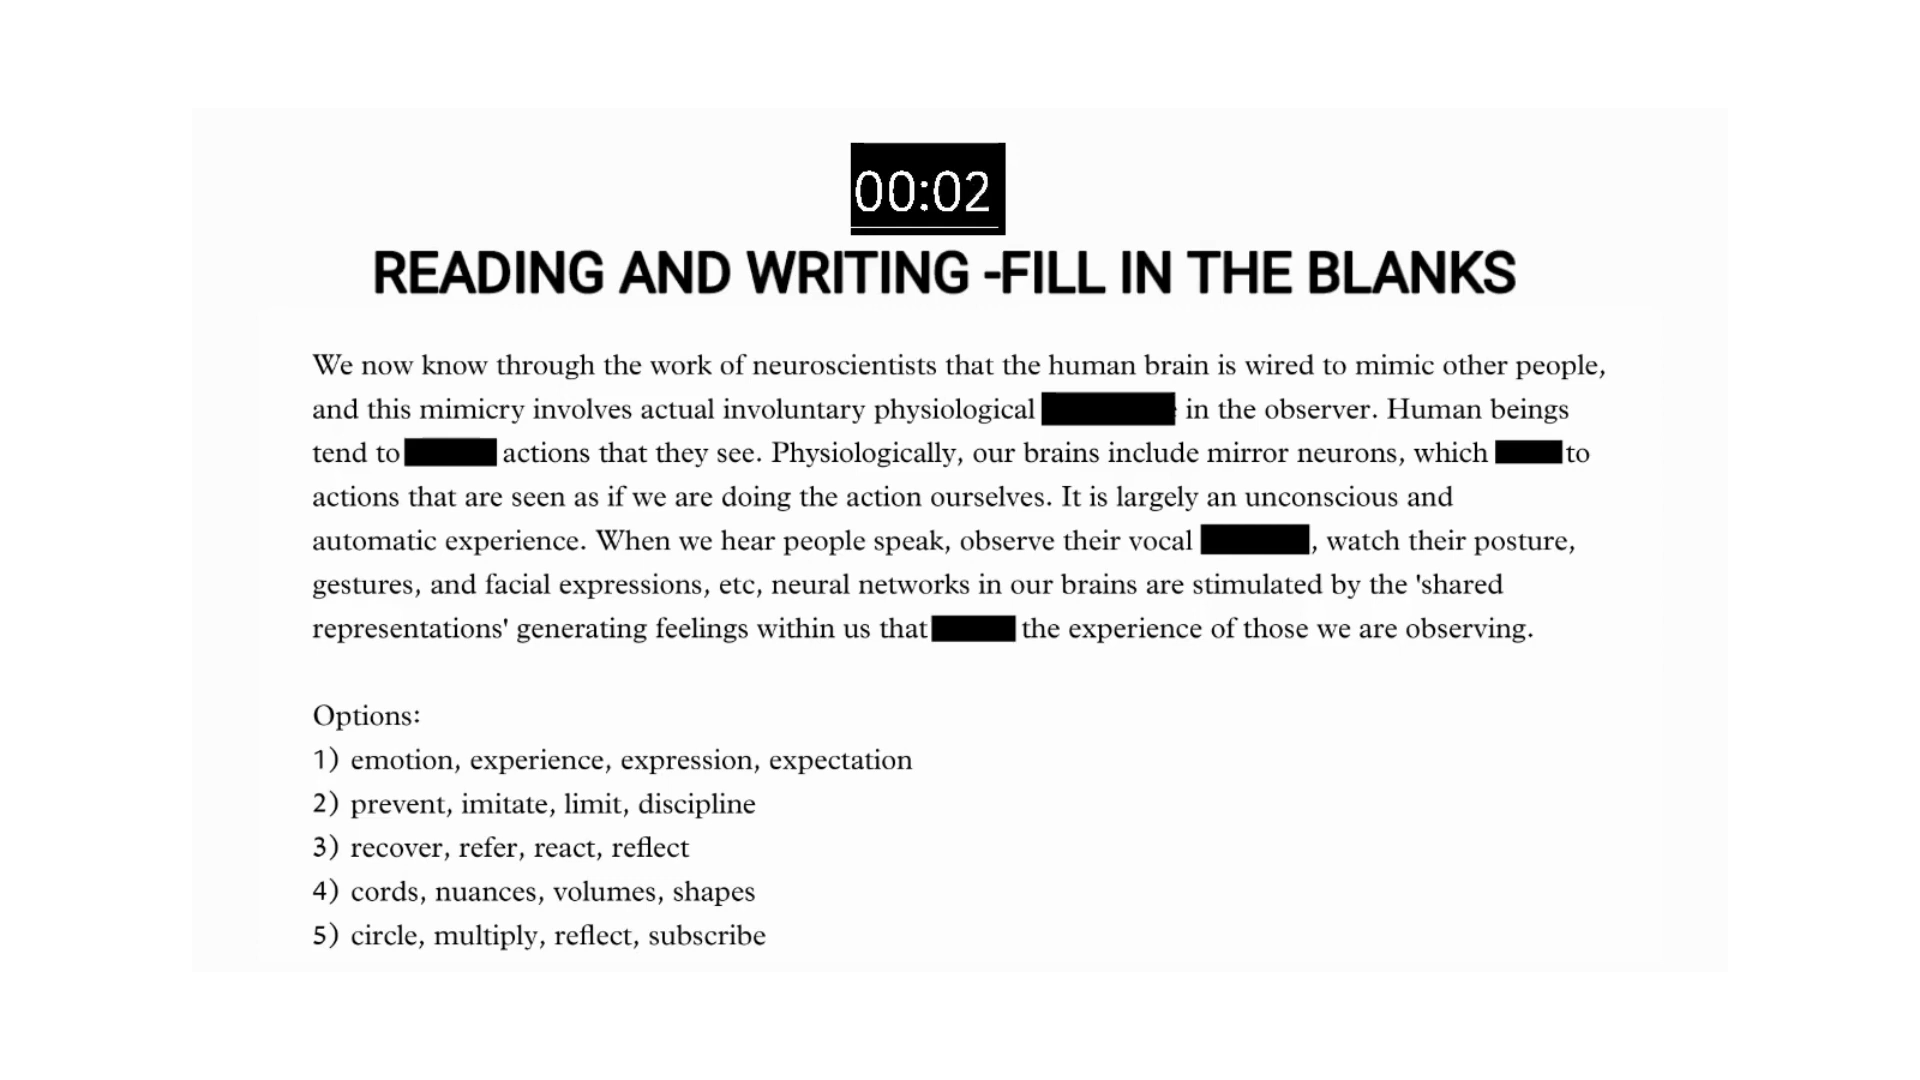 00:02
READING AND WRITING -FILL IN THE BLANKS
We now know through the work of neuroscientists that the human brain is wired to mimic other people,
and this mimicry involves actual involuntary physiological in the observer. Human beings
tend to actions that they see. Physiologically, our brains include mirror neurons, which to
actions that are seen as if we are doing the action ourselves. It is largely an unconscious and
automatic experience. When we hear people speak, observe their vocal , watch their posture,
gestures, and facial expressions, etc, neural networks in our brains are stimulated by the 'shared
representations' generating feelings within us that the experience of those we are observing.
Options:
1) emotion, experience, expression, expectation
2) prevent, imitate, limit, discipline
3) recover, refer, react, reflect
4) cords, nuances, volumes, shapes
5) circle, multiply, reflect, subscribe